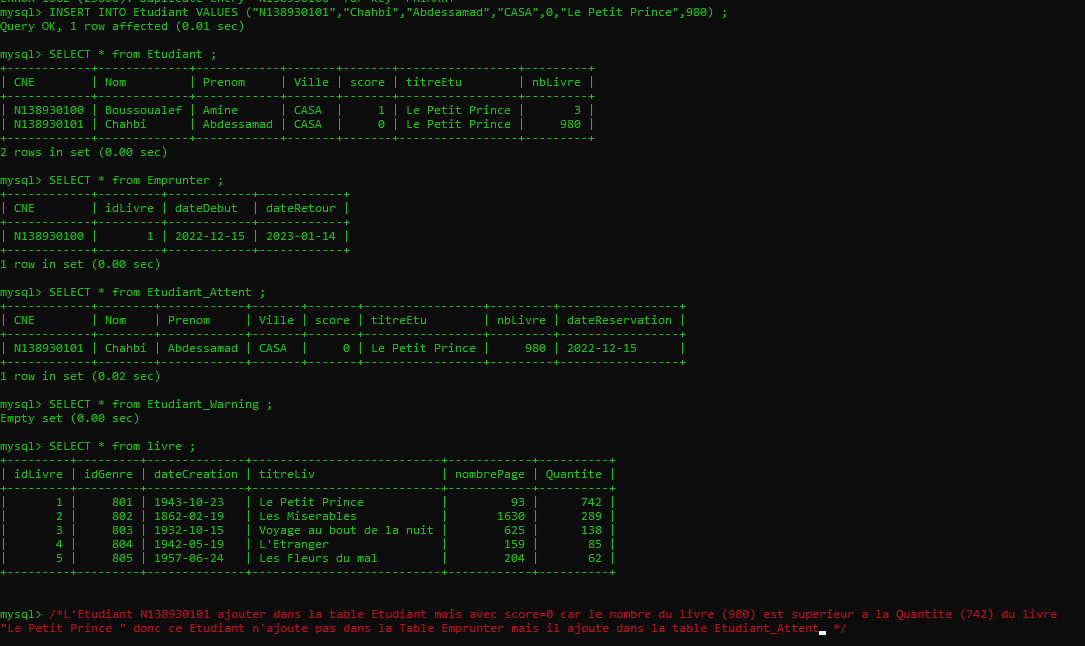 mysql> INSERT INTO Etudiant VALUES ("N138930101","Chahbi","Abdessamad","CASA",0,"Le Petit Prince",980) ;
Query OK, 1 row affected (0.01 sec)
mysql> SELECT * from Etudiant ;
+------------+-------------+------------+-------+-------+-----------------+---------+
| CNE        | Nom         | Prenom     | Ville | score | titreEtu        | nbLivre |
+------------+-------------+------------+-------+-------+-----------------+---------+
| N138930100 | Boussoualef | Amine      | CASA  |     1 | Le Petit Prince |       3 |
| N138930101 | Chahbi      | Abdessamad | CASA  |     0 | Le Petit Prince |     980 |
+------------+-------------+------------+-------+-------+-----------------+---------+
2 rows in set (0.00 sec)
mysql> SELECT * from Emprunter ;
+------------+---------+------------+------------+
| CNE        | idLivre | dateDebut  | dateRetour |
+------------+---------+------------+------------+
| N138930100 |       1 | 2022-12-15 | 2023-01-14 |
+------------+---------+------------+------------+
1 row in set (0.00 sec)
mysql> SELECT * from Etudiant_Attent ;
+------------+--------+------------+-------+-------+-----------------+---------+-----------------+
| CNE        | Nom    | Prenom     | Ville | score | titreEtu        | nbLivre | dateReservation |
+------------+--------+------------+-------+-------+-----------------+---------+-----------------+
| N138930101 | Chahbi | Abdessamad | CASA  |     0 | Le Petit Prince |     980 | 2022-12-15      |
+------------+--------+------------+-------+-------+-----------------+---------+-----------------+
1 row in set (0.02 sec)
mysql> SELECT * from Etudiant_Warning ;
Empty set (0.00 sec)
mysql> SELECT * from livre ;
+---------+---------+--------------+---------------------------+------------+----------+
| idLivre | idGenre | dateCreation | titreLiv                  | nombrePage | Quantite |
+---------+---------+--------------+---------------------------+------------+----------+
|       1 |     801 | 1943-10-23   | Le Petit Prince           |         93 |      742 |
|       2 |     802 | 1862-02-19   | Les Miserables            |       1630 |      289 |
|       3 |     803 | 1932-10-15   | Voyage au bout de la nuit |        625 |      138 |
|       4 |     804 | 1942-05-19   | L'Etranger                |        159 |       85 |
|       5 |     805 | 1957-06-24   | Les Fleurs du mal         |        204 |       62 |
+---------+---------+--------------+---------------------------+------------+----------+
mysql> /*L'Etudiant N138930101 ajouter dans la table Etudiant mais avec score=0 car le nombre du livre (980) est superieur a la Quantite (742) du livre
"Le Petit Prince " donc ce Etudiant n'ajoute pas dans la Table Emprunter mais il ajoute dans la table Etudiant_Attent */